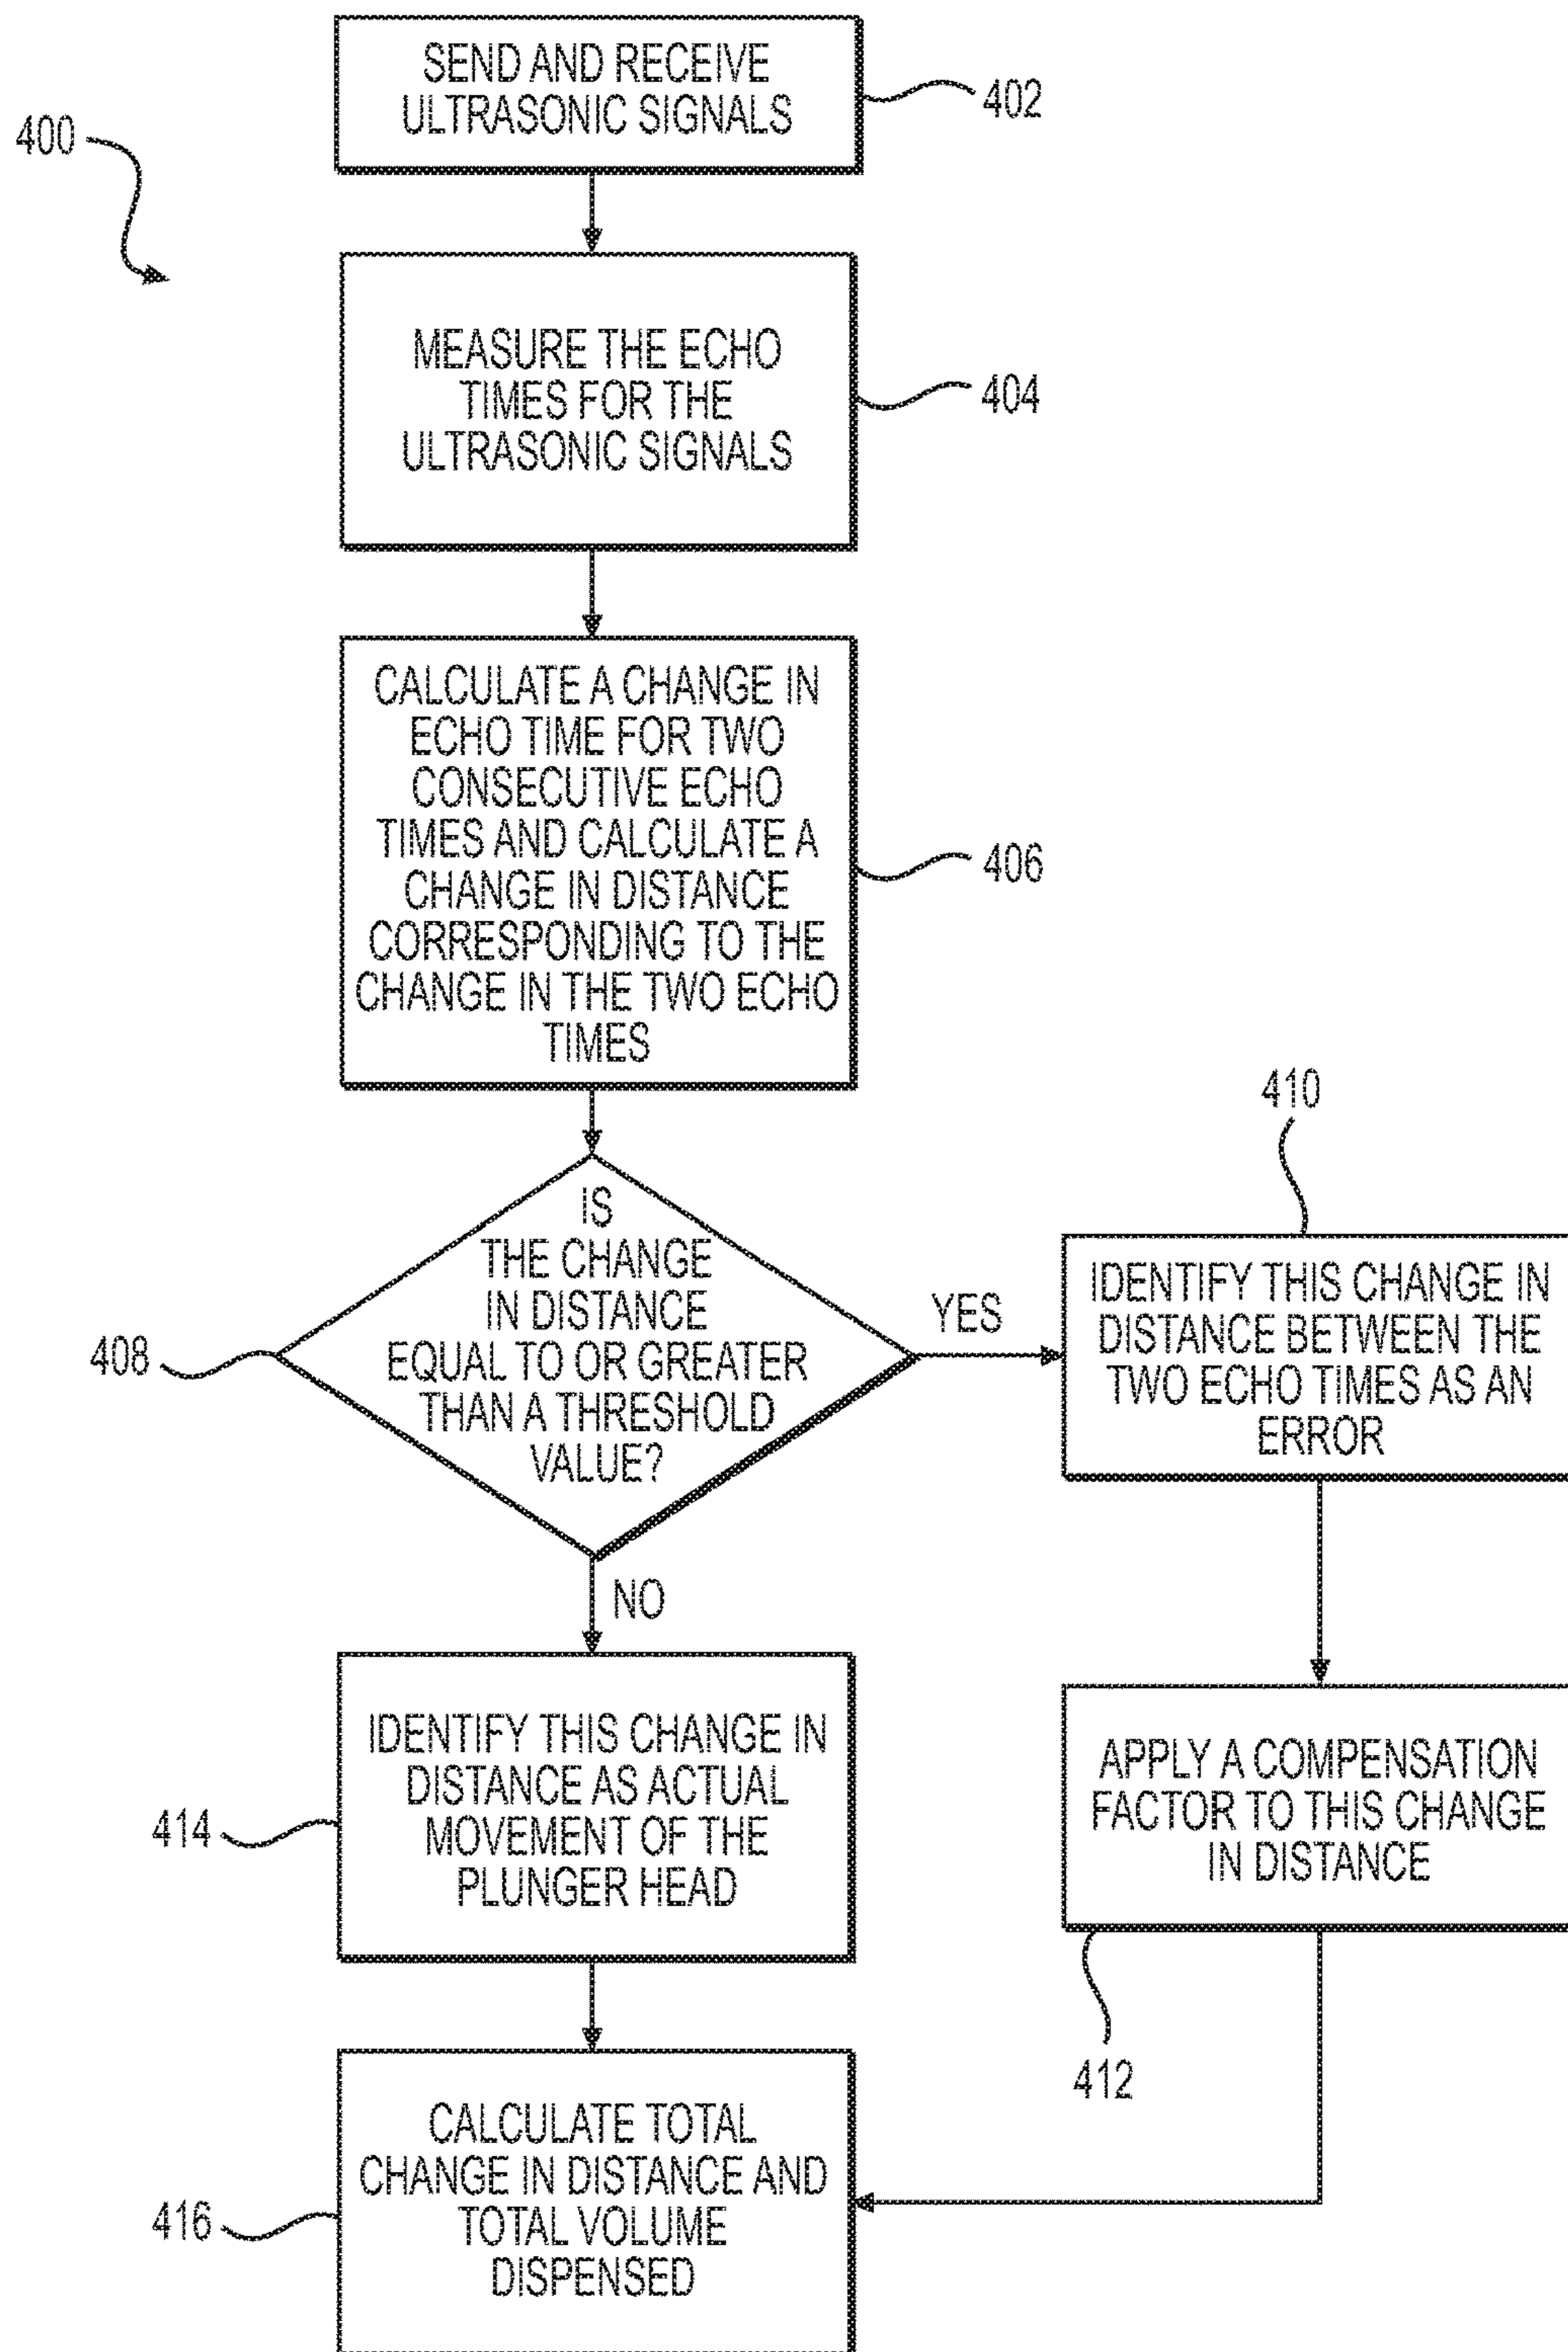 SEND AND RECEIVE
ULTRASONIC SIGNALS
402
400
MEASURE THE ECHO
TIMES FOR THE
ULTRASONIC SIGNALS
404
CALCULATE A CHANGE IN
ECHO TIME FOR TWO
CONSECUTIVE ECHO
TIMES AND CALCULATE A
CHANGE IN DISTANCE
CORRESPONDING TO THE
CHANGE IN THE TWO ECHO
TIMES
406
IS
THE CHANGE
IN DISTANCE
EQUAL TO OR GREATER
THAN A THRESHOLD
VALUE?
408
YES
410
IDENTIFY THIS CHANGE IN
DISTANCE BETWEEN THE
TWO ECHO TIMES AS AN
ERROR
NO
IDENTIFY THIS CHANGE IN
DISTANCE AS ACTUAL
MOVEMENT OF THE
PLUNGER HEAD
414
APPLY A COMPENSATION
FACTOR TO THIS CHANGE
IN DISTANCE
412
CALCULATE TOTAL
CHANGE IN DISTANCE AND
TOTAL VOLUME
DISPENSED
416